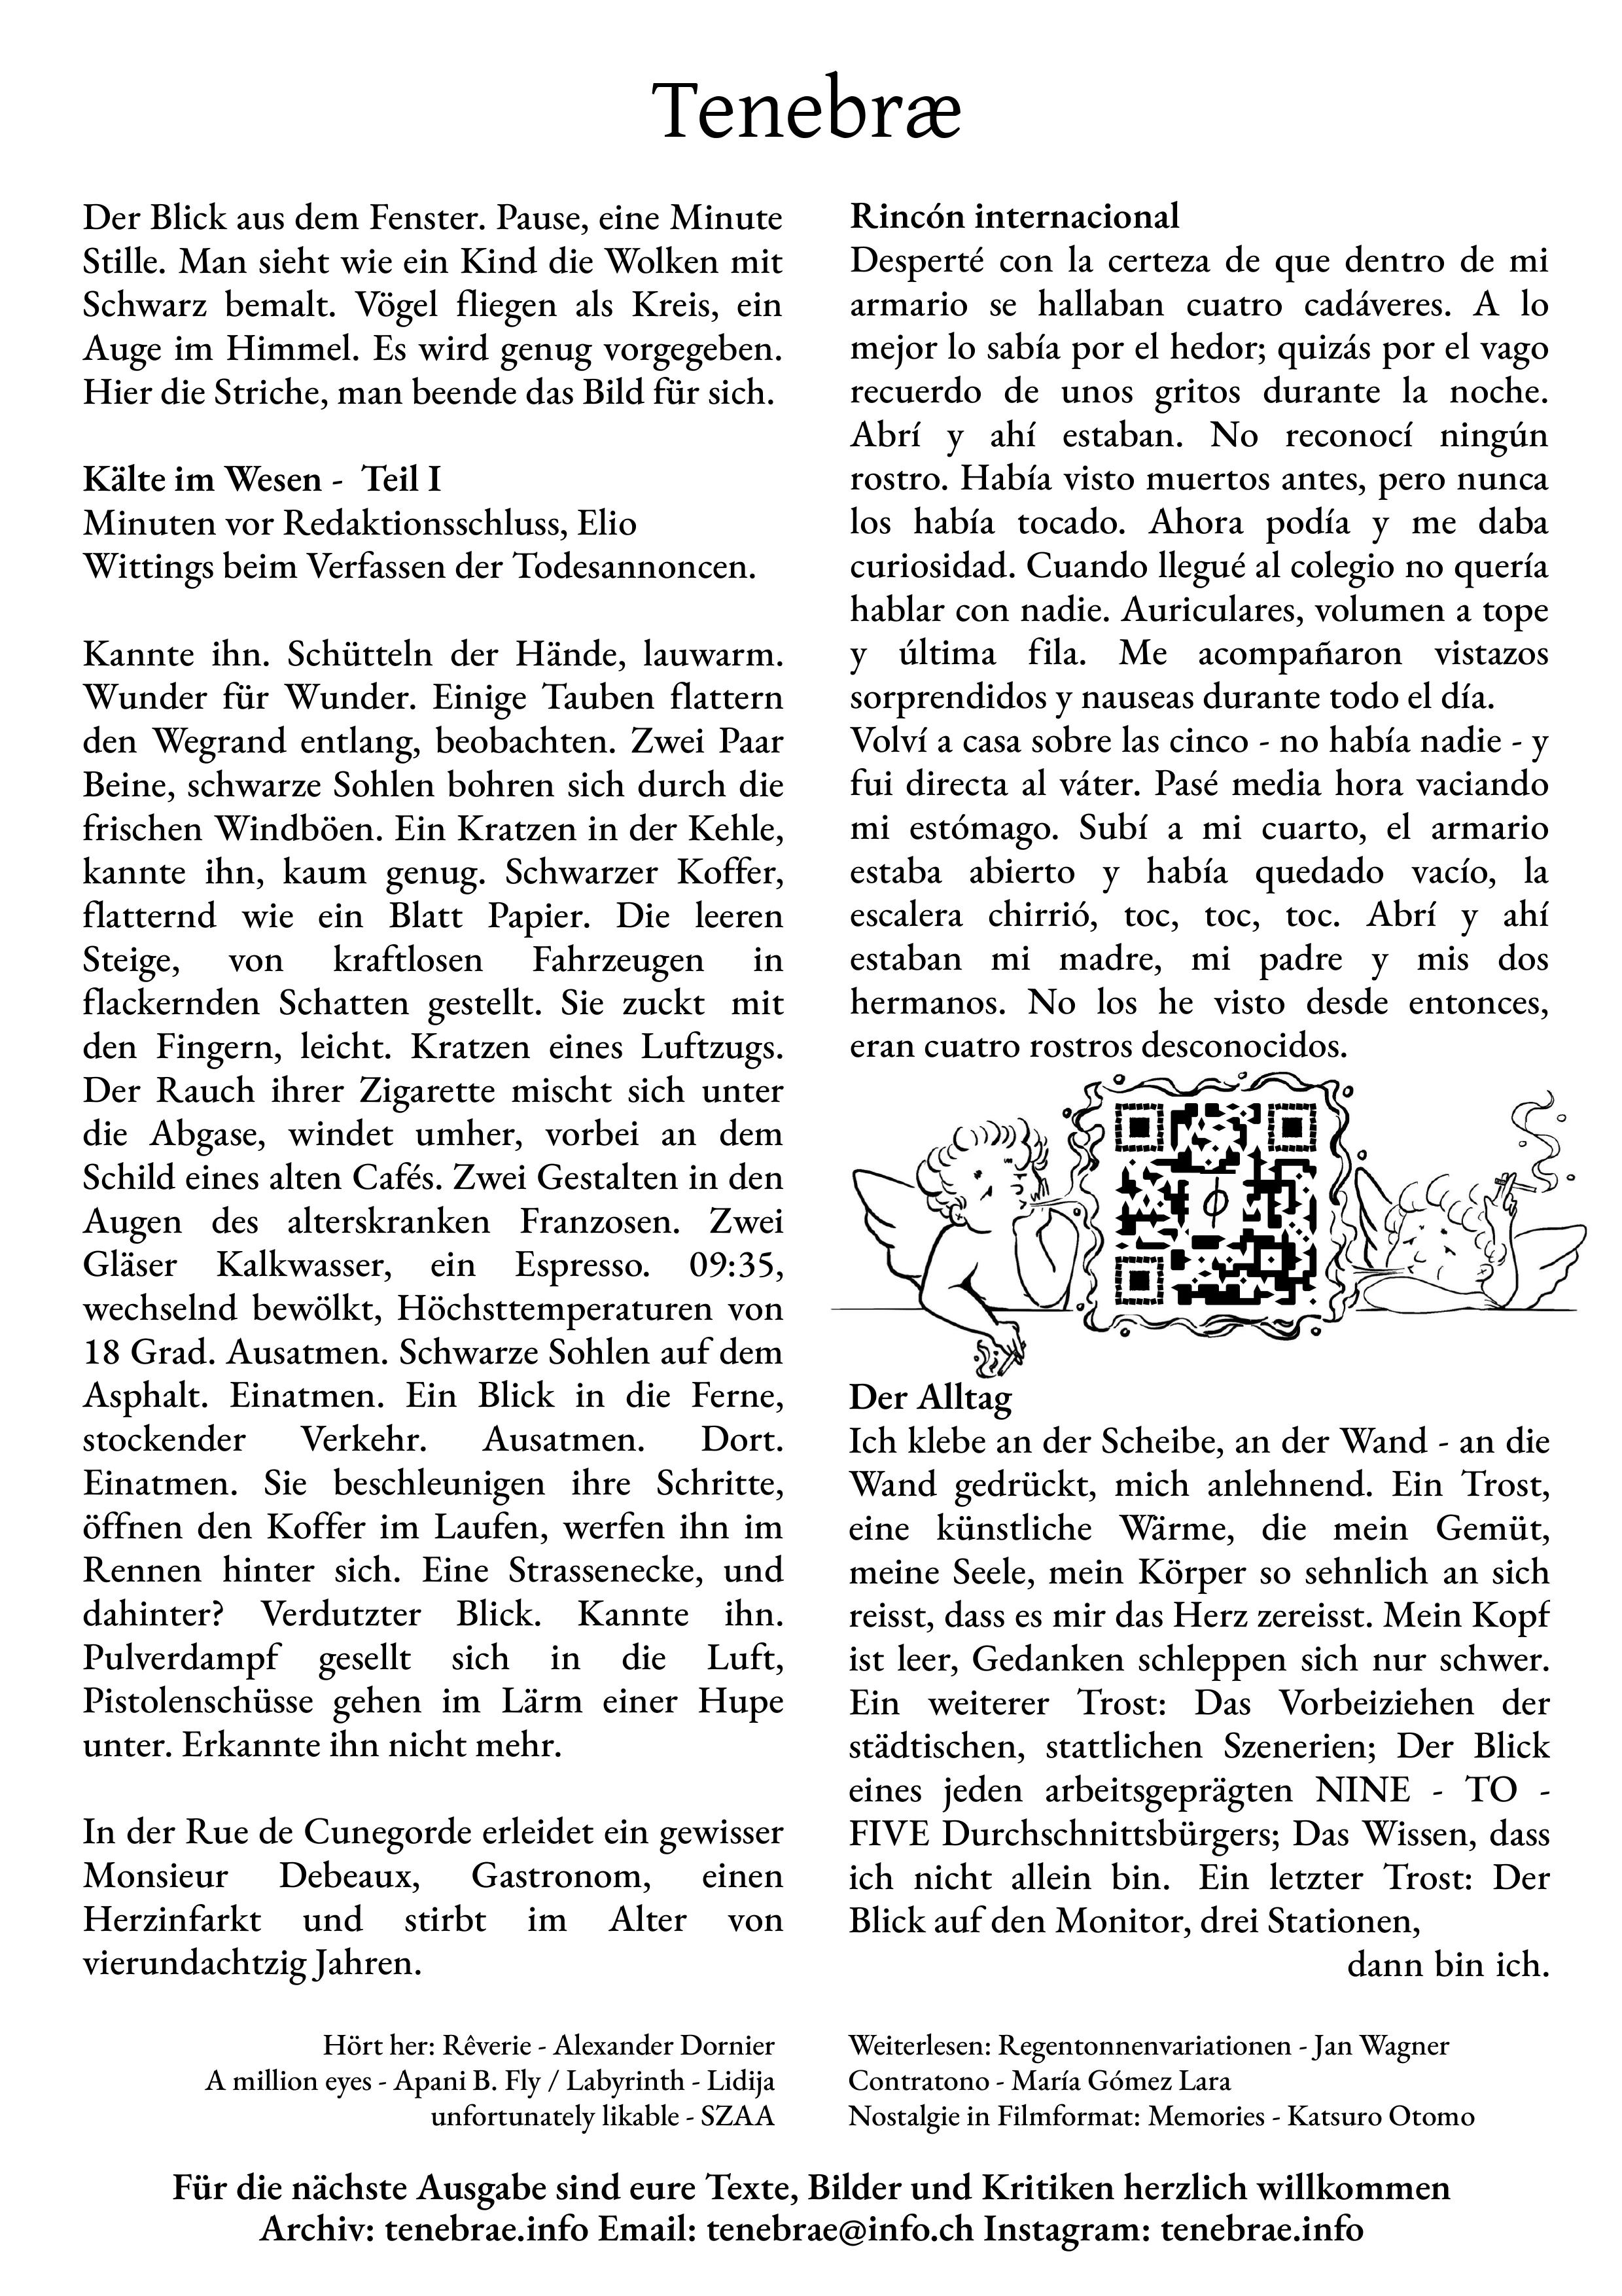 Tenebræ
Der Blick aus dem Fenster. Pause, eine Minute
Stille. Man sieht wie ein Kind die Wolken mit
Schwarz bemalt. Vögel fliegen als Kreis, ein
Auge im Himmel. Es wird genug vorgegeben.
Hier die Striche, man beende das Bild für sich.
Kälte im Wesen - Teil I
Minuten vor Redaktionsschluss, Elio
Wittings beim Verfassen der Todesannoncen.
Kannte ihn. Schütteln der Hände, lauwarm.
Wunder für Wunder. Einige Tauben flattern
den Wegrand entlang, beobachten. Zwei Paar
Beine, schwarze Sohlen bohren sich durch die
frischen Windböen. Ein Kratzen in der Kehle,
kannte ihn, kaum genug. Schwarzer Koffer,
flatternd wie ein Blatt Papier. Die leeren
Steige, von kraftlosen Fahrzeugen in
flackernden Schatten gestellt. Sie zuckt mit
den Fingern, leicht. Kratzen eines Luftzugs.
Der Rauch ihrer Zigarette mischt sich unter
die Abgase, windet umher, vorbei an dem
Schild eines alten Cafés. Zwei Gestalten in den
Augen des alterskranken Franzosen. Zwei
Gläser Kalkwasser, ein Espresso. 09:35,
wechselnd bewölkt, Höchsttemperaturen von
18 Grad. Ausatmen. Schwarze Sohlen auf dem
Asphalt. Einatmen. Ein Blick in die Ferne,
stockender Verkehr. Ausatmen. Dort.
Einatmen. Sie beschleunigen ihre Schritte,
öffnen den Koffer im Laufen, werfen ihn im
Rennen hinter sich. Eine Strassenecke, und
dahinter? Verdutzter Blick. Kannte ihn.
Pulverdampf gesellt sich in die Luft,
Pistolenschüsse gehen im Lärm einer Hupe
unter. Erkannte ihn nicht mehr.
In der Rue de Cunegorde erleidet ein gewisser
Monsieur Debeaux, Gastronom, einen
Herzinfarkt und stirbt im Alter von
vierundachtzig Jahren.
Rincón internacional
Desperté con la certeza de que dentro de mi
armario se hallaban cuatro cadáveres. A lo
mejor lo sabía por el hedor; quizás por el vago
recuerdo de unos gritos durante la noche.
Abrí y ahí estaban. No reconocí ningún
rostro. Había visto muertos antes, pero nunca
los había tocado. Ahora podía y me daba
curiosidad. Cuando llegué al colegio no quería
hablar con nadie. Auriculares, volumen a tope
y última fila. Me acompañaron vistazos
sorprendidos y nauseas durante todo el día.
Volví a casa sobre las cinco - no había nadie - y
fui directa al váter. Pasé media hora vaciando
mi estómago. Subí a mi cuarto, el armario
estaba abierto y había quedado vacío, la
escalera chirrió, toc, toc, toc. Abrí y ahí
estaban mi madre, mi padre y mis dos
hermanos. No los he visto desde entonces,
eran cuatro rostros desconocidos.
Der Alltag
Ich klebe an der Scheibe, an der Wand - an die
Wand gedrückt, mich anlehnend. Ein Trost,
eine künstliche Wärme, die mein Gemüt,
meine Seele, mein Körper so sehnlich an sich
reisst, dass es mir das Herz zereisst. Mein Kopf
ist leer, Gedanken schleppen sich nur schwer.
Ein weiterer Trost: Das Vorbeiziehen der
städtischen, stattlichen Szenerien; Der Blick
eines jeden arbeitsgeprägten NINE - TO -
FIVE Durchschnittsbürgers; Das Wissen, dass
ich nicht allein bin. Ein letzter Trost: Der
Blick auf den Monitor, drei Stationen,
dann bin ich.
Hört her: Rêverie - Alexander Dornier
A million eyes - Apani B. Fly / Labyrinth - Lidija
unfortunately likable - SZAA
Weiterlesen: Regentonnenvariationen - Jan Wagner
Contratono - María Gómez Lara
Nostalgie in Filmformat: Memories - Katsuro Otomo
Für die nächste Ausgabe sind eure Texte, Bilder und Kritiken herzlich willkommen
Archiv: tenebrae.info Email: tenebrae@info.ch Instagram: tenebrae.info